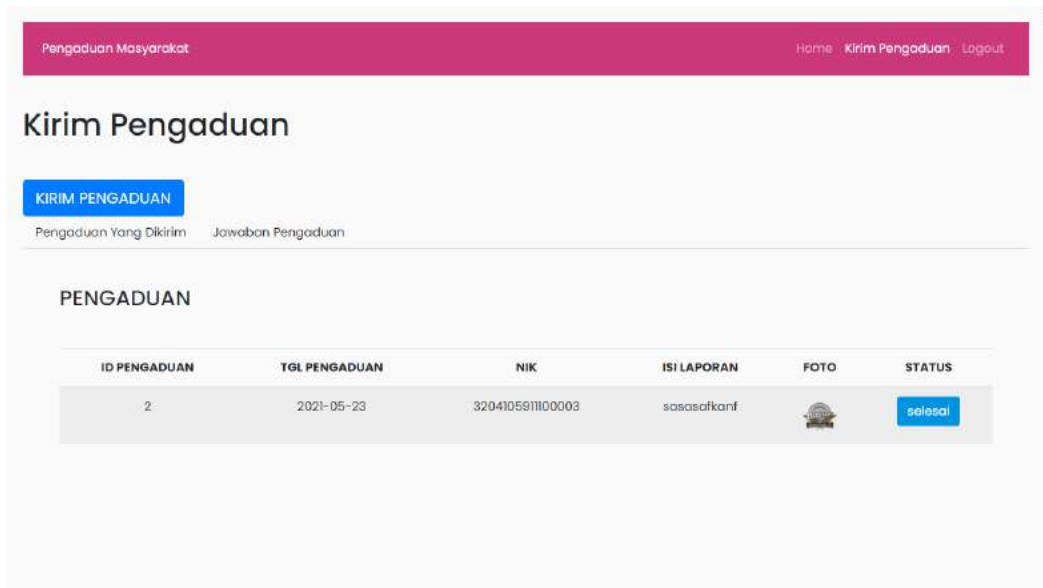 Pengaduan Masyarakat Home Kirim Pengaduan Logout
Kirim Pengaduan
KIRIM PENGADUAN
Pengaduan Yang Dikirim Jawaban Pengaduan
PENGADUAN
ID PENGADUAN TGL PENGADUAN NIK ISI LAPORAN FOTO STATUS
2 2021-05-23 3204105911100003 sasasafkanf selesai